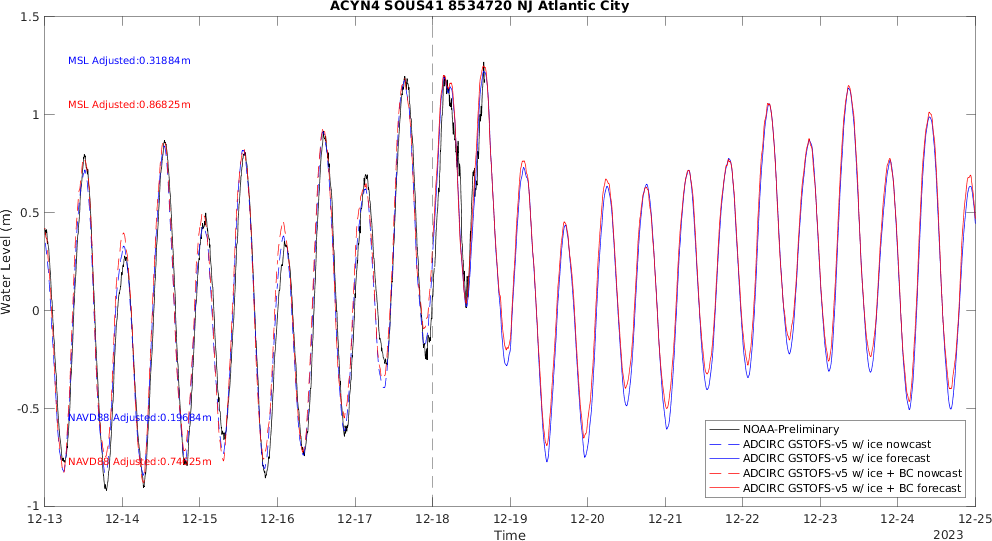 ACYN4 SOUS41 8534720 NJ Atlantic City
1.5
MSL Adjusted:0.31884m
MSL Adjusted:0.86825m
1
0.5
Water Level (m)
0
-0.5
NAVD88 Adjusted:0.19684m
NOAA-Preliminary
ADCIRC GSTOFS-v5 w/ ice nowcast
ADCIRC GSTOFS-v5 w/ ice forecast
ADCIRC GSTOFS-v5 w/ ice + BC nowcast
ADCIRC GSTOFS-v5 w/ ice + BC forecast
NAVD88 Adjusted:0.74625m
-1
12-13 12-14 12-15 12-16 12-17 12-18 12-19 12-20 12-21 12-22 12-23 12-24 12-25
Time
2023